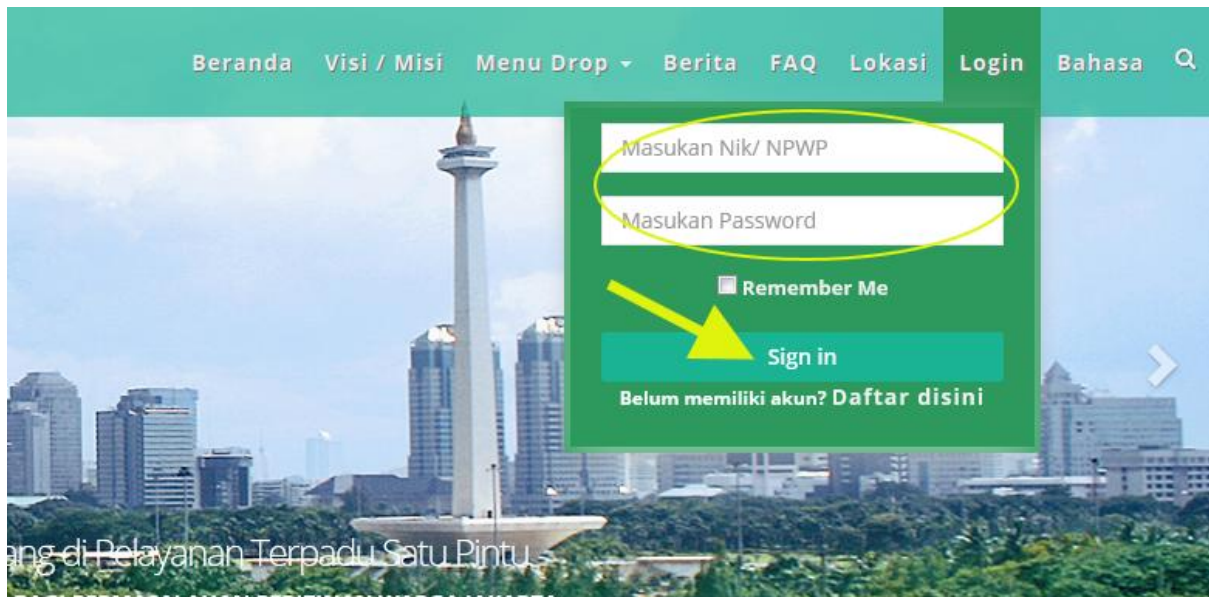 Beranda Visi / Misi Menu Drop Berita FAQ Lokasi Login Bahasa
Masukan Nik/ NPWP
Masukan Password
Remember Me
Sign in
Belum memiliki akun? Daftar disini
ang di Pelayanan Terpadu Satu Pintu